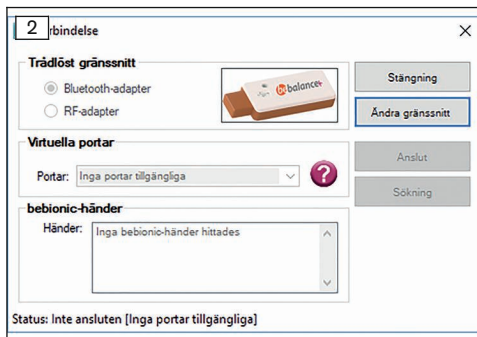 2
rbindelse
Trådlöst gränssnitt
Bluetooth-adapter
RF-adapter
bebalance+
Stängning
Ändra gränssnitt
Virtuella portar
Portar: Inga portar tillgängliga
?
Anslut
Sökning
bebionic-händer
Händer: Inga bebionic-händer hittades
Status: Inte ansluten [Inga portar tillgängliga]